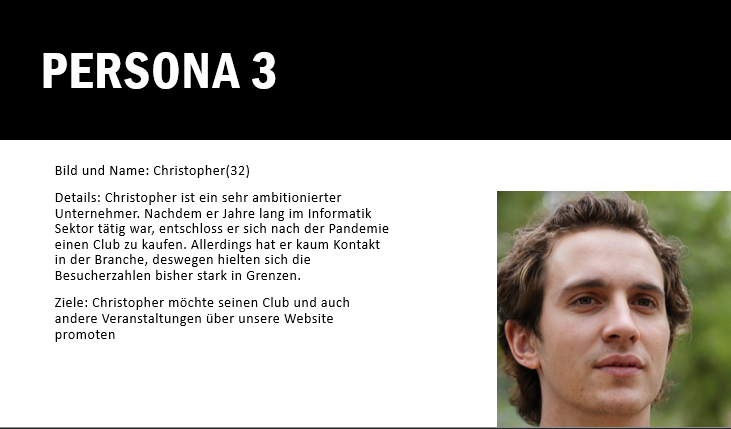 PERSONA 3
Bild und Name: Christopher(32)
Details: Christopher ist ein sehr ambitionierter
Unternehmer. Nachdem er Jahre lang im Informatik
Sektor tätig war, entschloss er sich nach der Pandemie
einen Club zu kaufen. Allerdings hat er kaum Kontakt
in der Branche, deswegen hielten sich die
Besucherzahlen bisher stark in Grenzen.
Ziele: Christopher möchte seinen Club und auch
andere Veranstaltungen über unsere Website
promoten